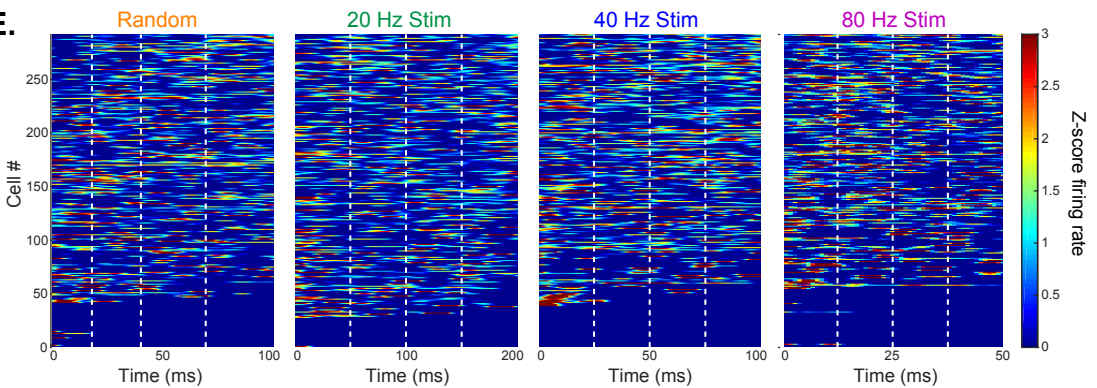 E.
Random
20 Hz Stim
40 Hz Stim
80 Hz Stim
Cell #
250
200
150
100
50
0
0 50 100
0 50 100 150 200
0 50 100
0 25 50
Time (ms)
Time (ms)
Time (ms)
Time (ms)
3
2.5
2
1.5
1
0.5
0
Z-score firing rate